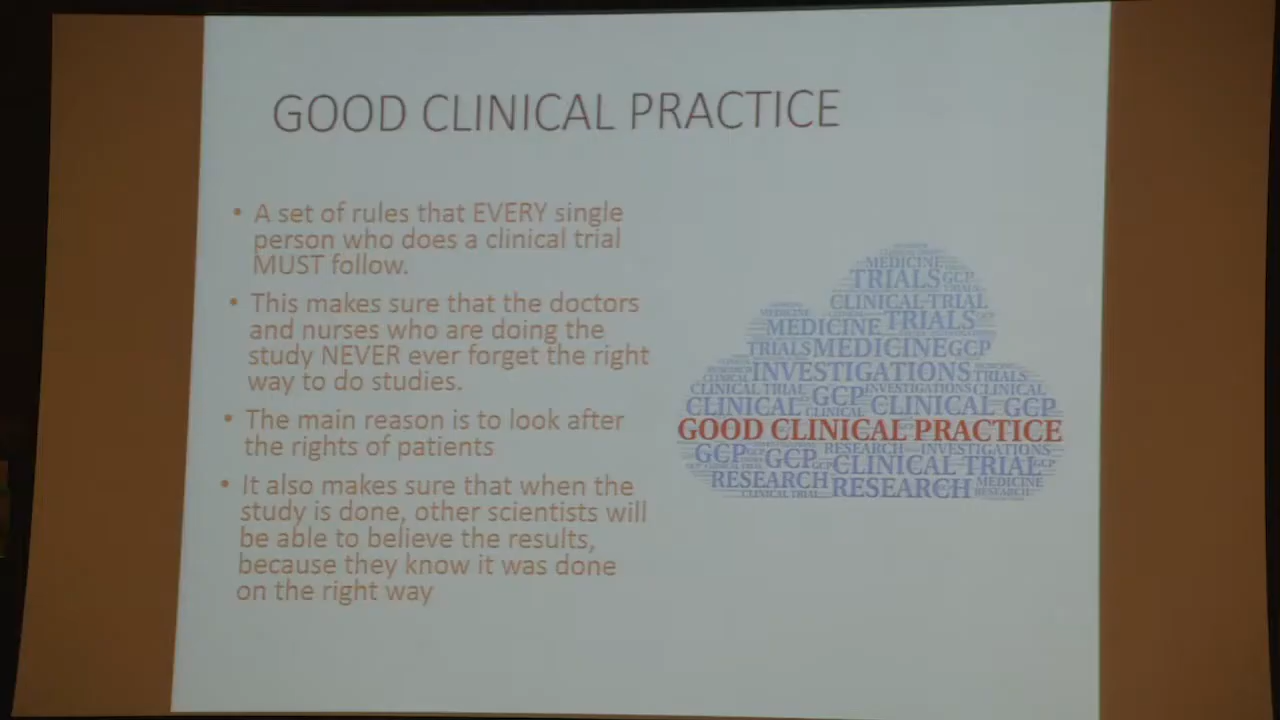 GOOD CLINICAL PRACTICE
• A set of rules that EVERY single
person who does a clinical trial
MUST follow.
• This makes sure that the doctors
and nurses who are doing the
study NEVER ever forget the right
way to do studies.
• The main reason is to look after
the rights of patients
• It also makes sure that when the
study is done, other scientists will
be able to believe the results,
because they know it was done
on the right way
MEDICINE
TRIALS GCP
CLINICAL TRIAL
MEDICINE TRIALS
TRIALS MEDICINE GCP
INVESTIGATIONS TRIALS
CLINICAL TRIAL GCP INVESTIGATIONS CLINICAL
CLINICAL CLINICAL CLINICAL GCP
GOOD CLINICAL PRACTICE
GCP RESEARCH INVESTIGATIONS
GCP CLINICAL TRIAL GCP
RESEARCH RESEARCH MEDICINE
CLINICAL TRIAL RESEARCH